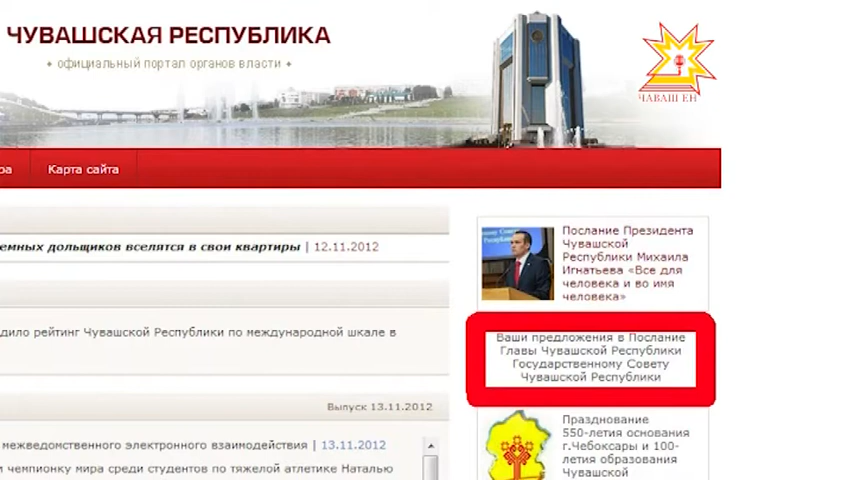 ЧУВАШСКАЯ РЕСПУБЛИКА
официальный портал органов власти
ЧАВАШ ЕН
Карта сайта
емных дольщиков вселятся в свои квартиры | 12.11.2012
дило рейтинг Чувашской Республики по международной шкале в
Выпуск 13.11.2012
межведомственного электронного взаимодействия | 13.11.2012
и чемпионку мира среди студентов по тяжелой атлетике Наталью
Послание Президента
Чувашской
Республики Михаила
Игнатьева «Все для
человека и во имя
человека»
Ваши предложения в Послание
Главы Чувашской Республики
Государственному Совету
Чувашской Республики
Празднование
550-летия основания
г.Чебоксары и 100-
летия образования
Чувашской